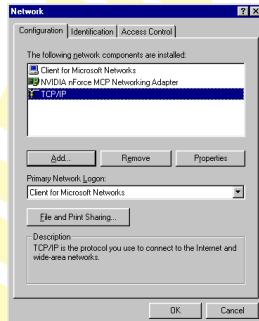 Network
Configuration Identification Access Control
The following network components are installed:
Client for Microsoft Networks
NVIDIA nForce MCP Networking Adapter
TCP/IP
Add... Remove Properties
Primary Network Logon:
Client for Microsoft Networks
File and Print Sharing...
Description
TCP/IP is the protocol you use to connect to the Internet and
wide-area networks.
OK Cancel